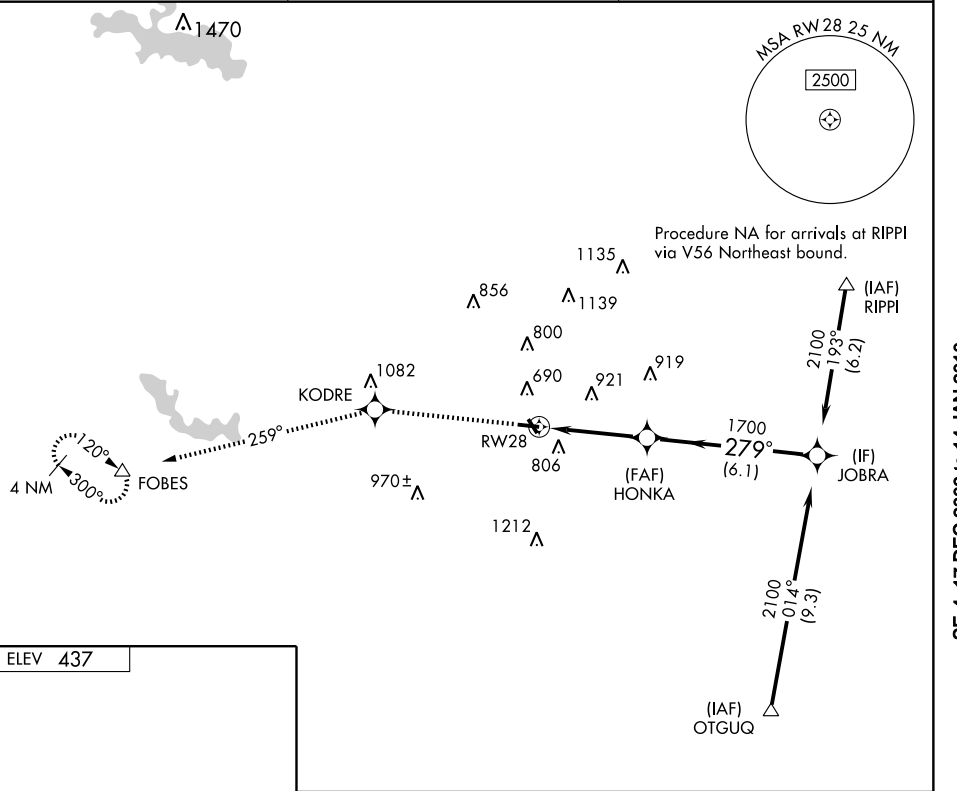 1470
MSA RW 28 25 NM
2500
Procedure NA for arrivals at RIPPI
via V56 Northeast bound.
1135
856
1139
(IAF)
RIPPI
800
2100
193°
(6.2)
1082
690
921
919
KODRE
1700
279°
(6.1)
259°
RW28
806
(FAF)
HONKA
(IF)
JOBRA
120°
300°
4 NM
FOBES
970±
1212
2100
014°
(9.3)
ELEV 437
(IAF)
OTGUQ